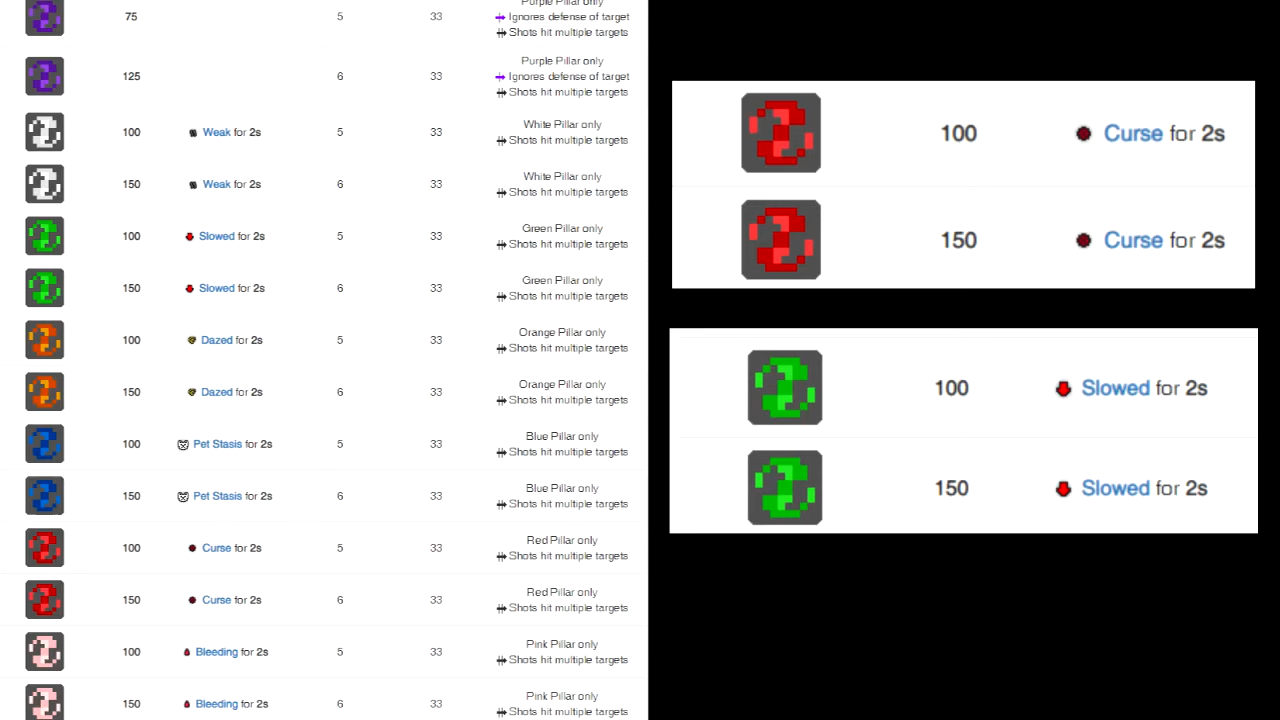 Purple Pillar only
75 5 33 Ignores defense of target
Shots hit multiple targets
Purple Pillar only
125 6 33 Ignores defense of target
Shots hit multiple targets
White Pillar only
100 Weak for 2s 5 33
Shots hit multiple targets
White Pillar only
150 Weak for 2s 6 33
Shots hit multiple targets
Green Pillar only
100 Slowed for 2s 5 33
Shots hit multiple targets
Green Pillar only
150 Slowed for 2s 6 33
Shots hit multiple targets
Orange Pillar only
100 Dazed for 2s 5 33
Shots hit multiple targets
Orange Pillar only
150 Dazed for 2s 6 33
Shots hit multiple targets
Blue Pillar only
100 Pet Stasis for 2s 5 33
Shots hit multiple targets
Blue Pillar only
150 Pet Stasis for 2s 6 33
Shots hit multiple targets
Red Pillar only
100 Curse for 2s 5 33
Shots hit multiple targets
Red Pillar only
150 Curse for 2s 6 33
Shots hit multiple targets
Pink Pillar only
100 Bleeding for 2s 5 33
Shots hit multiple targets
Pink Pillar only
150 Bleeding for 2s 6 33
Shots hit multiple targets
100 Curse for 2s
150 Curse for 2s
100 Slowed for 2s
150 Slowed for 2s